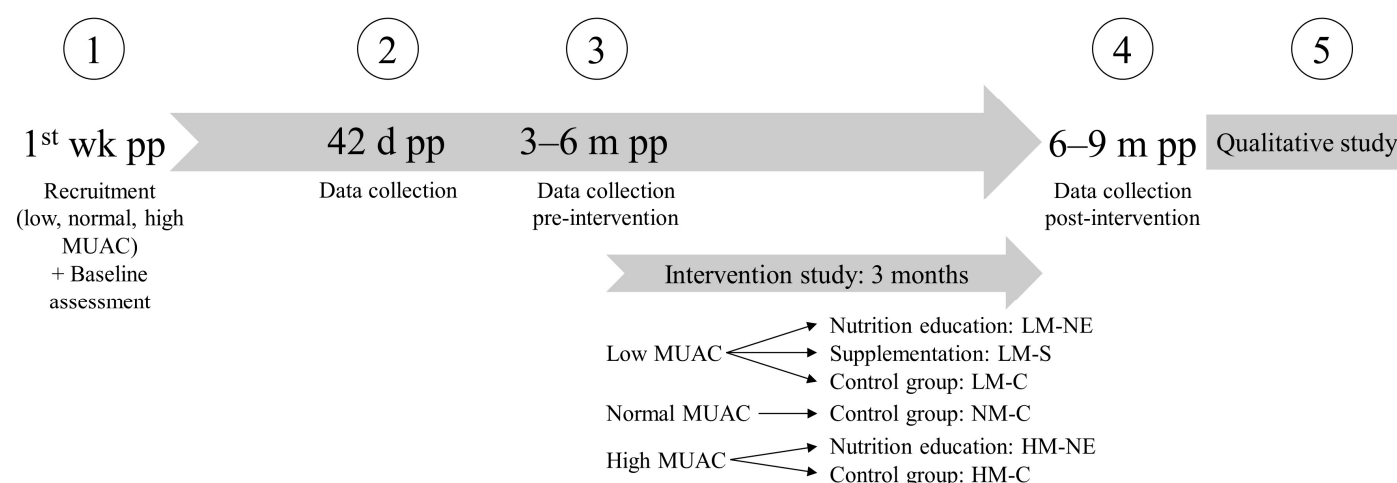 1
2
3
4
5
1st wk pp
42 d pp
3–6 m pp
6–9 m pp
Qualitative study
Recruitment
(low, normal, high
MUAC)
+ Baseline
assessment
Data collection
Data collection
pre-intervention
Data collection
post-intervention
Intervention study: 3 months
Low MUAC
Nutrition education: LM-NE
Supplementation: LM-S
Control group: LM-C
Normal MUAC
Control group: NM-C
High MUAC
Nutrition education: HM-NE
Control group: HM-C